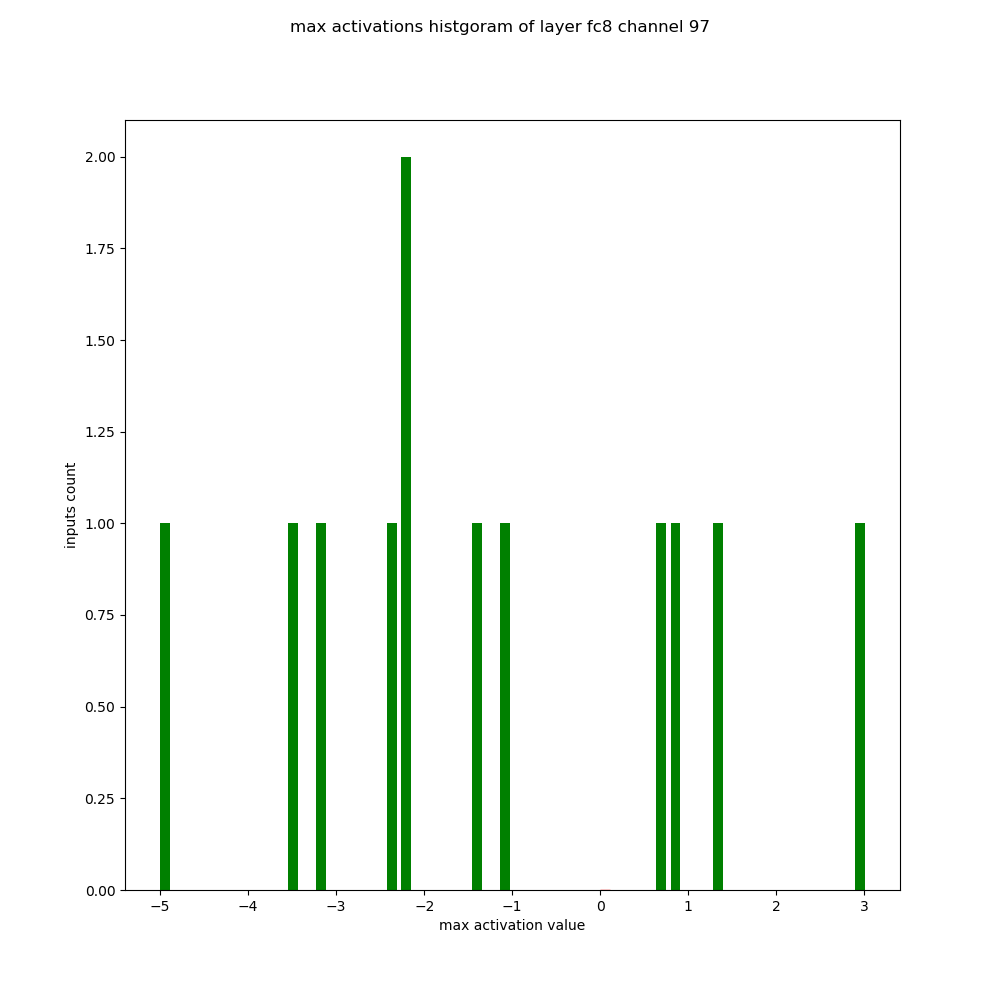 max activations histgoram of layer fc8 channel 97
2.00
1.75
1.50
1.25
1.00
0.75
0.50
0.25
0.00
inputs count
−5 −4 −3 −2 −1 0 1 2 3
max activation value